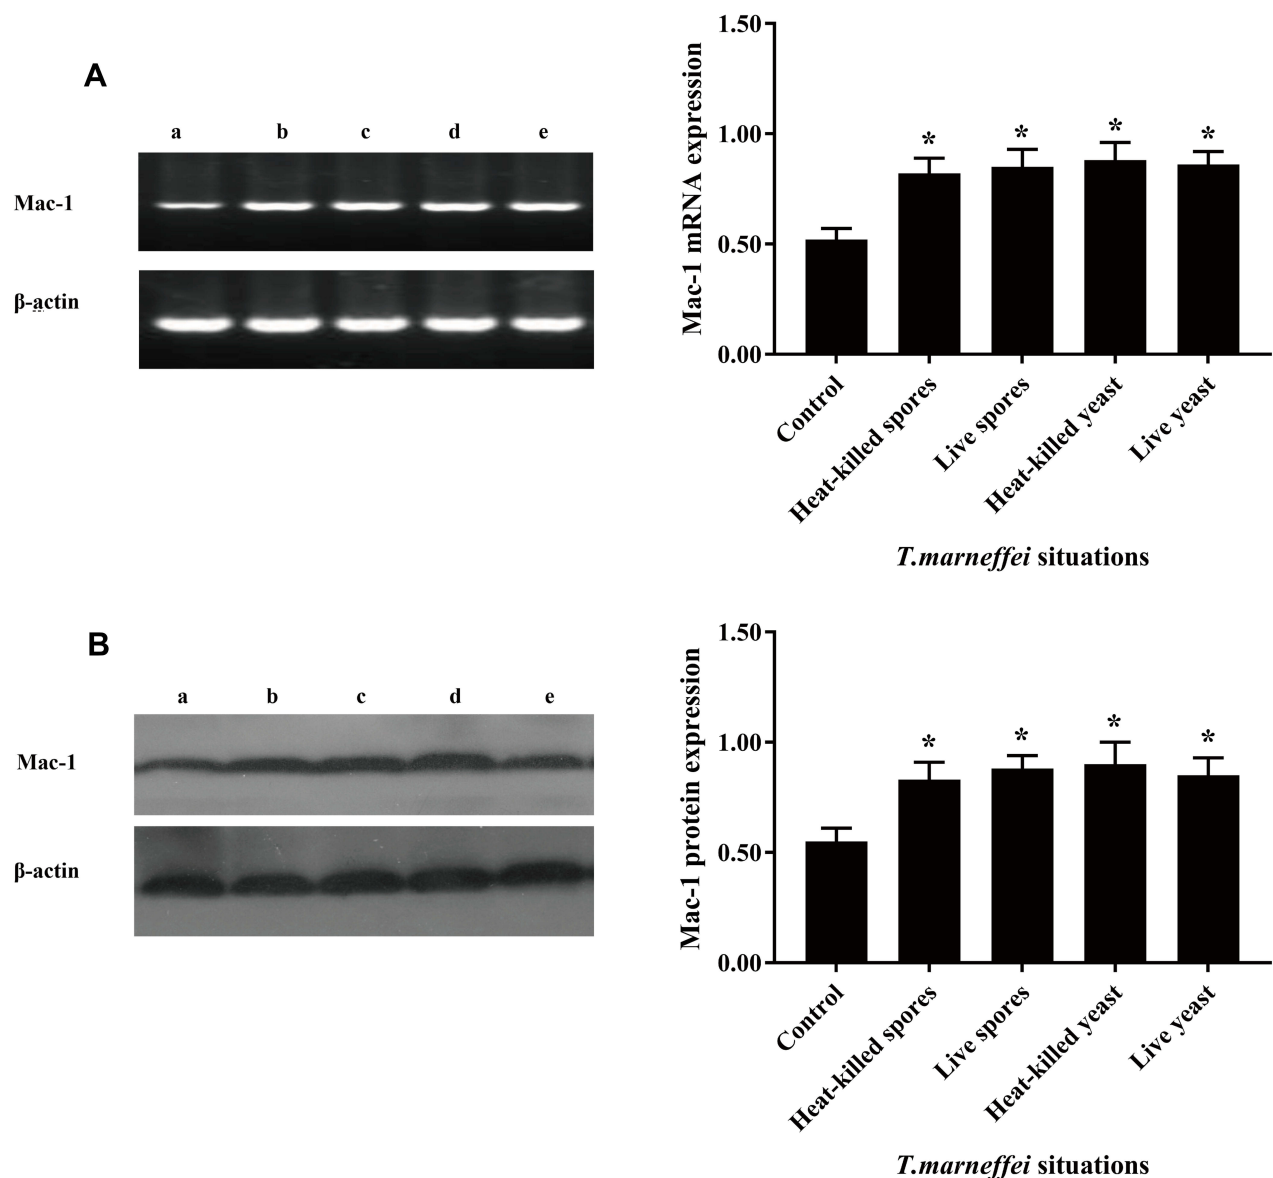 A
a b c d e
Mac-1
β-actin
Mac-1 mRNA expression
1.50
1.00
0.50
0.00
* * * *
Control
Heat-killed spores
Live spores
Heat-killed yeast
Live yeast
T.marneffei situations
B
a b c d e
Mac-1
β-actin
Mac-1 protein expression
1.50
1.00
0.50
0.00
* * * *
Control
Heat-killed spores
Live spores
Heat-killed yeast
Live yeast
T.marneffei situations